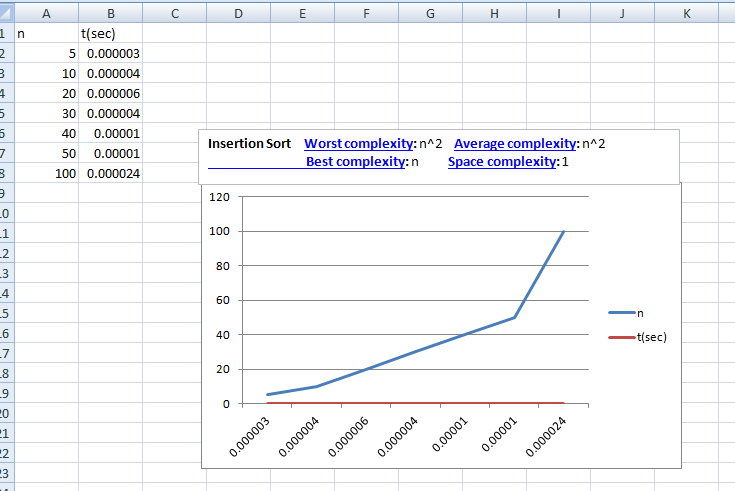 A B C D E F G H I J K
1 n t(sec)
2 5 0.000003
3 10 0.000004
4 20 0.000006
5 30 0.000004
6 40 0.00001
7 50 0.00001
8 100 0.000024
9
10
11
12
13
14
15
16
17
18
19
20
21
22
23
Insertion Sort Worst complexity: n^2 Average complexity: n^2
Best complexity: n Space complexity: 1
120
100
80
60
40
20
0
0.000003 0.000004 0.000006 0.000004 0.00001 0.00001 0.000024
n
t(sec)